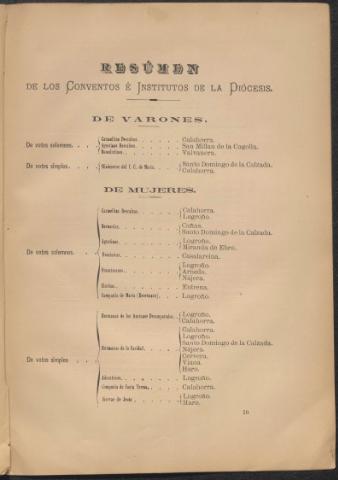 RESÚMEN
DE LOS CONVENTOS É INSTITUTOS DE LA DIÓCESIS.
DE VARONES.
De votos solemnes. . . . Carmelitas Descalzos. . . . . . Calahorra.
Agustinos Recoletos. . . . . . San Millan de la Cogolla.
Benedictinos. . . . . . . Valvanera.
De votos simples. . . . Misioneros del I. C. de María. . . . Santo Domingo de la Calzada.
Calahorra.
DE MUJERES.
Carmelitas Descalzas. . . . . . Calahorra.
Logroño.
Bernardas. . . . . . . Cañas.
Santo Domingo de la Calzada.
Agustinas. . . . . . . Logroño.
Miranda de Ebro.
De votos solemnes. . . Dominicas. . . . . . . Casalareina.
Franciscanas. . . . . . . Logroño.
Arnedo.
Nájera.
Clarisas. . . . . . . Entrena.
Compañía de María (Enseñanza). . . Logroño.
Hermanas de los Ancianos Desamparados. . Logroño.
Calahorra.
Calahorra.
Logroño.
Santo Domingo de la Calzada.
Hermanas de la Caridad. . . . . Nájera.
Cervera.
Viana.
Haro.
De votos simples . . .
Adoratrices. . . . . . . Logroño.
Compañía de Santa Teresa. . . . . Calahorra.
Siervas de Jesús . . . . . . Logroño.
Haro.